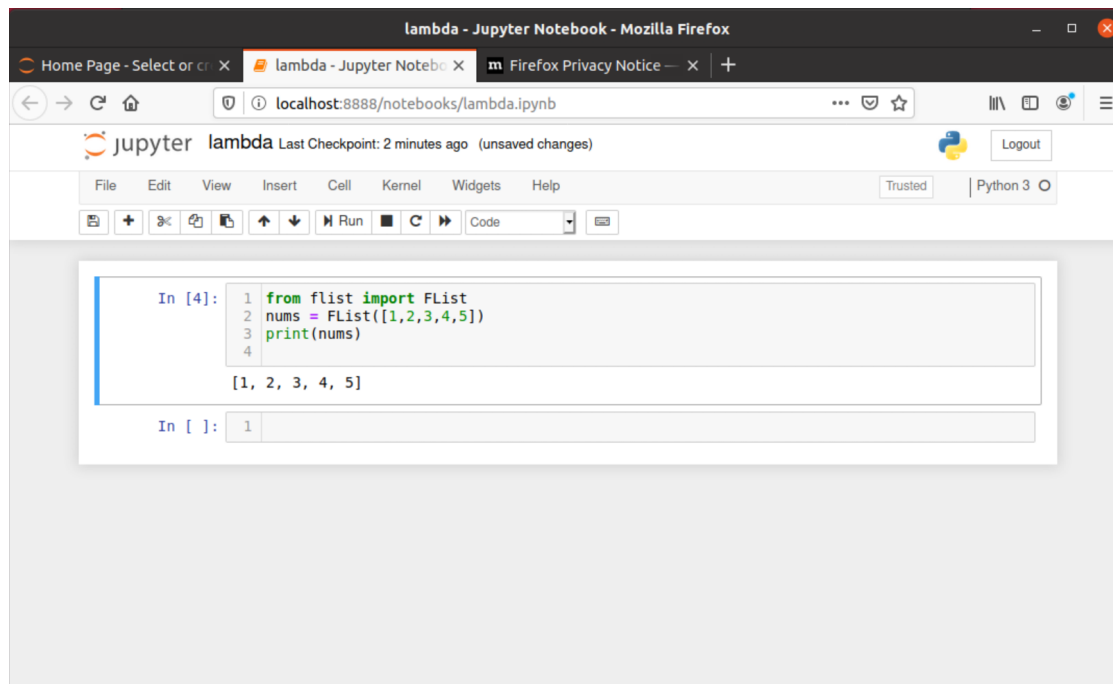 lambda - Jupyter Notebook - Mozilla Firefox
Home Page - Select or cr
lambda - Jupyter Notebo
m Firefox Privacy Notice —
localhost:8888/notebooks/lambda.ipynb
jupyter lambda Last Checkpoint: 2 minutes ago (unsaved changes)
Logout
File Edit View Insert Cell Kernel Widgets Help
Trusted
Python 3
Run
Code
In [4]:
1 from flist import FList
2 nums = FList([1,2,3,4,5])
3 print(nums)
4
[1, 2, 3, 4, 5]
In [ ]: 1